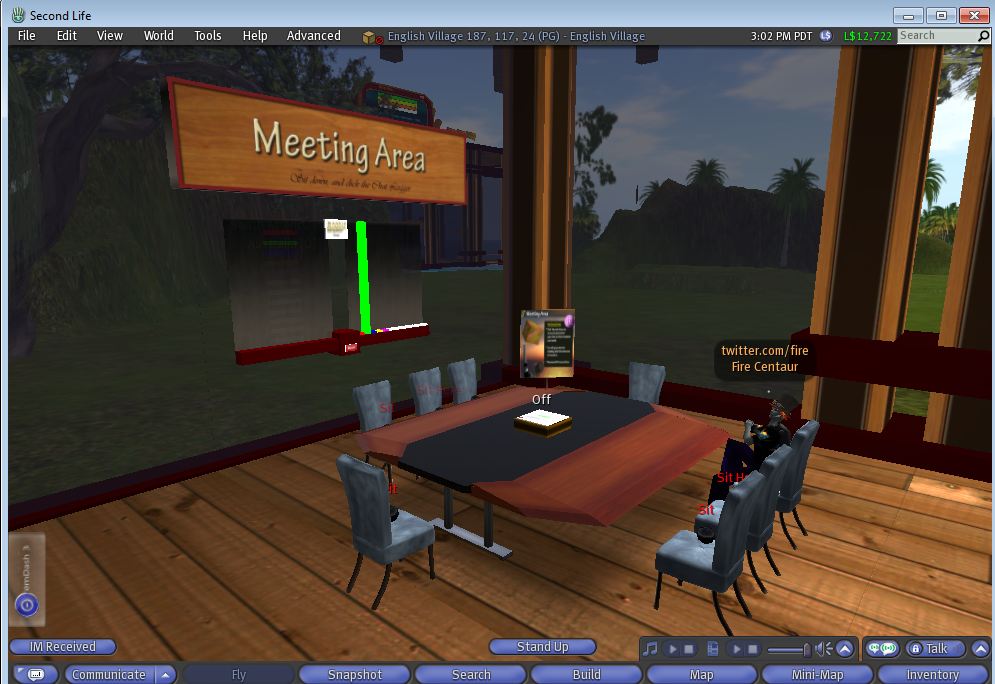 Second Life
File Edit View World Tools Help Advanced English Village 187, 117, 24 (PG) - English Village 3:02 PM PDT L$ L$12,722 Search
Meeting Area
Sit down, and click the Chat Logger
Meeting Area
twitter.com/fire
Fire Centaur
Off
Sit
Sit
IM Received
Stand Up
Talk
Communicate Fly Snapshot Search Build Map Mini-Map Inventory